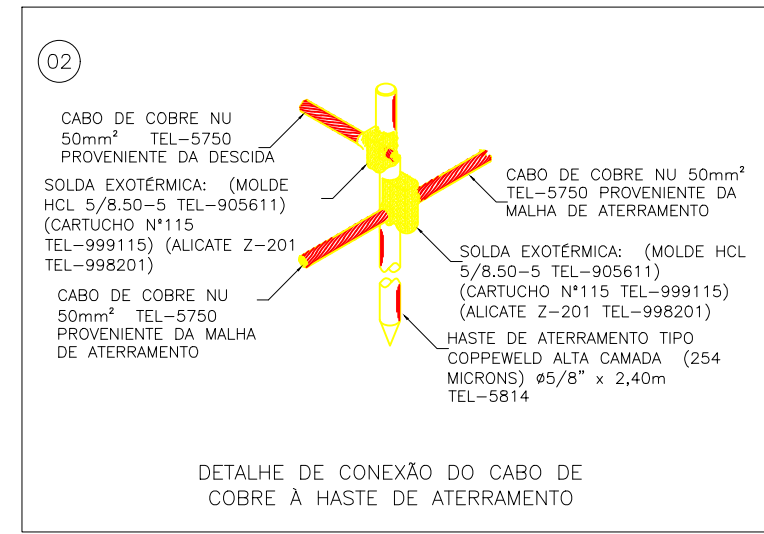 02
CABO DE COBRE NU
50mm² TEL-5750
PROVENIENTE DA DESCIDA
SOLDA EXOTÉRMICA: (MOLDE
HCL 5/8.50-5 TEL-905611)
(CARTUCHO N°115
TEL-999115) (ALICATE Z-201
TEL-998201)
CABO DE COBRE NU
50mm² TEL-5750
PROVENIENTE DA MALHA
DE ATERRAMENTO
CABO DE COBRE NU 50mm²
TEL-5750 PROVENIENTE DA
MALHA DE ATERRAMENTO
SOLDA EXOTÉRMICA: (MOLDE HCL
5/8.50-5 TEL-905611)
(CARTUCHO N°115 TEL-999115)
(ALICATE Z-201 TEL-998201)
HASTE DE ATERRAMENTO TIPO
COPPEWELD ALTA CAMADA (254
MICRONS) ø5/8" x 2,40m
TEL-5814
DETALHE DE CONEXÃO DO CABO DE
COBRE À HASTE DE ATERRAMENTO